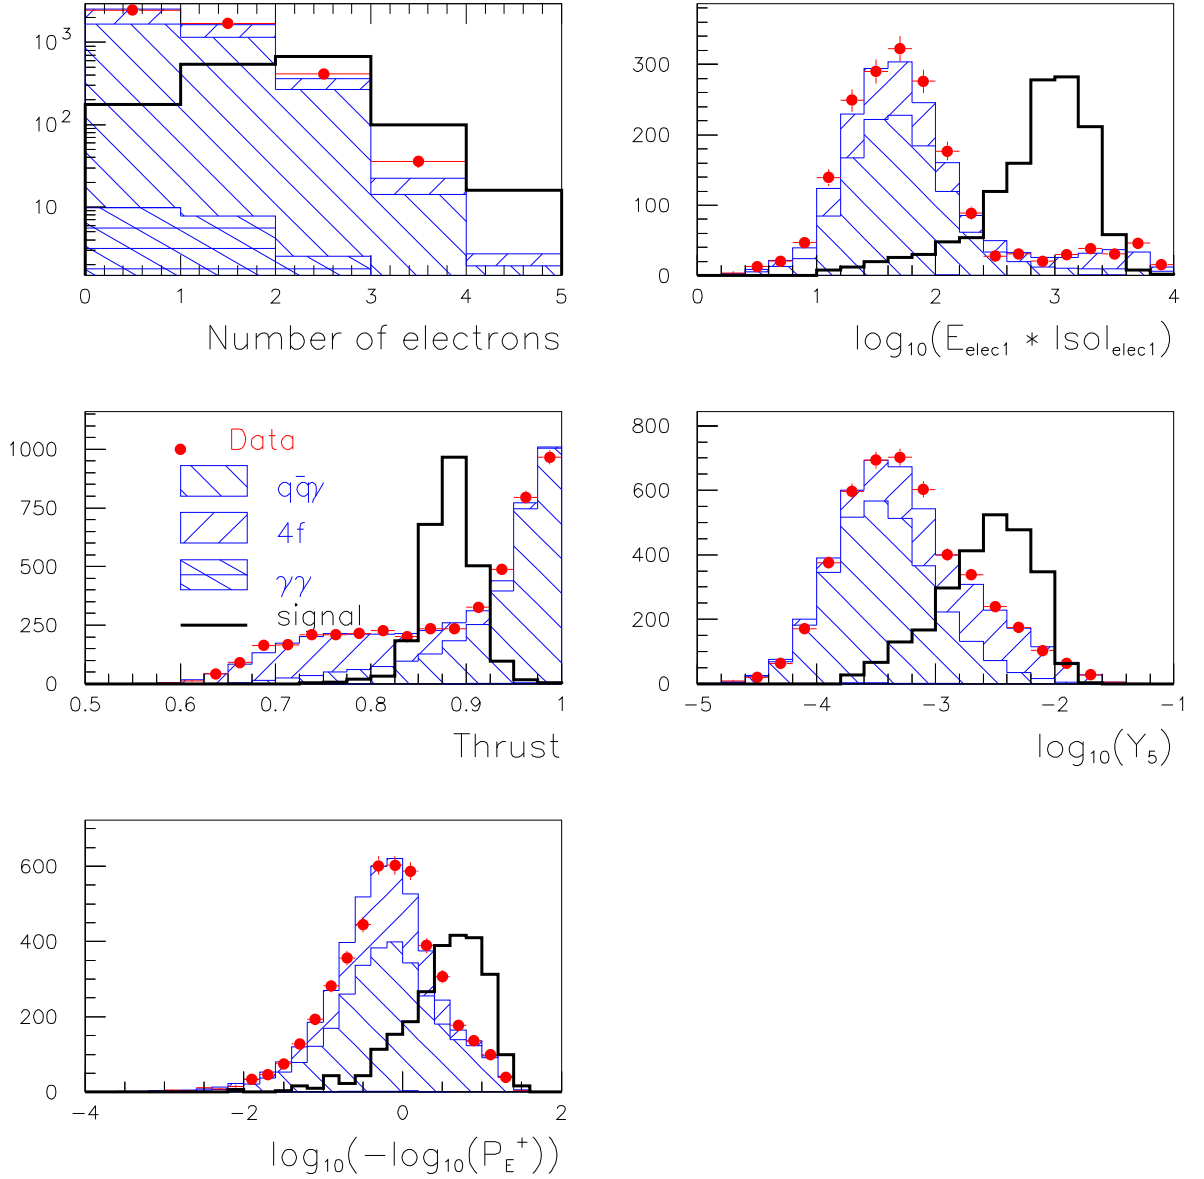 10³
10²
10
0 1 2 3 4 5
Number of electrons
300
200
100
0
0 1 2 3 4
log₁₀(E_elec1 * Isol_elec1)
1000
750
500
250
0
Data
qq̄γ
4f
γγ
signal
0.5 0.6 0.7 0.8 0.9 1
Thrust
800
600
400
200
0
−5 −4 −3 −2 −1
log₁₀(Y₅)
600
400
200
0
−4 −2 0 2
log₁₀(−log₁₀(P_E⁺))